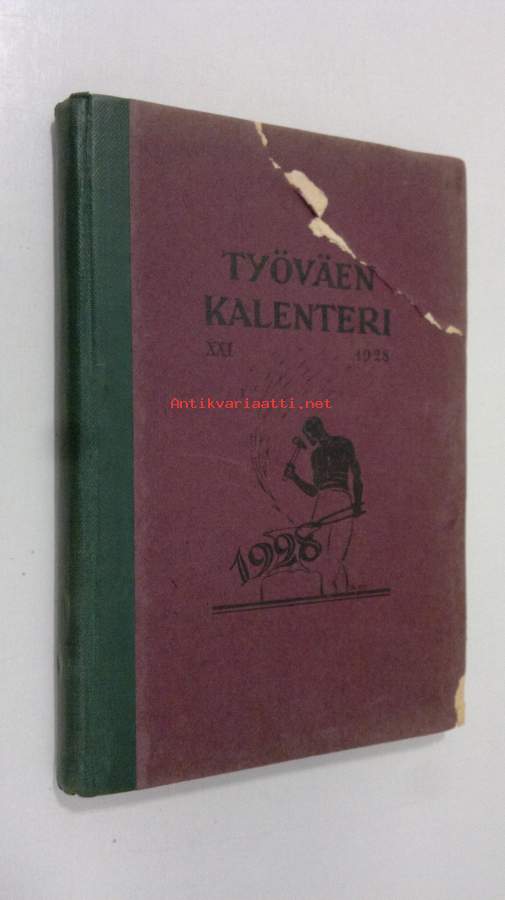 TYÖVÄEN
KALENTERI
XXI 1928
Antikvariaatti.net
1928